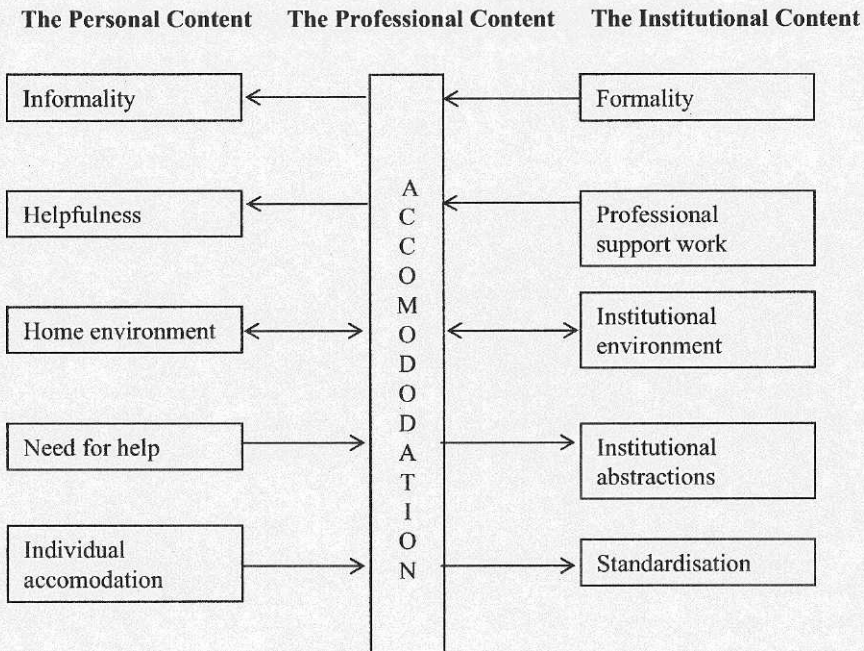 The Personal Content The Professional Content The Institutional Content
Informality
Formality
Helpfulness
Professional
support work
Home environment
Institutional
environment
Need for help
Institutional
abstractions
Individual
accomodation
Standardisation
A
C
C
O
M
O
D
O
D
A
T
I
O
N